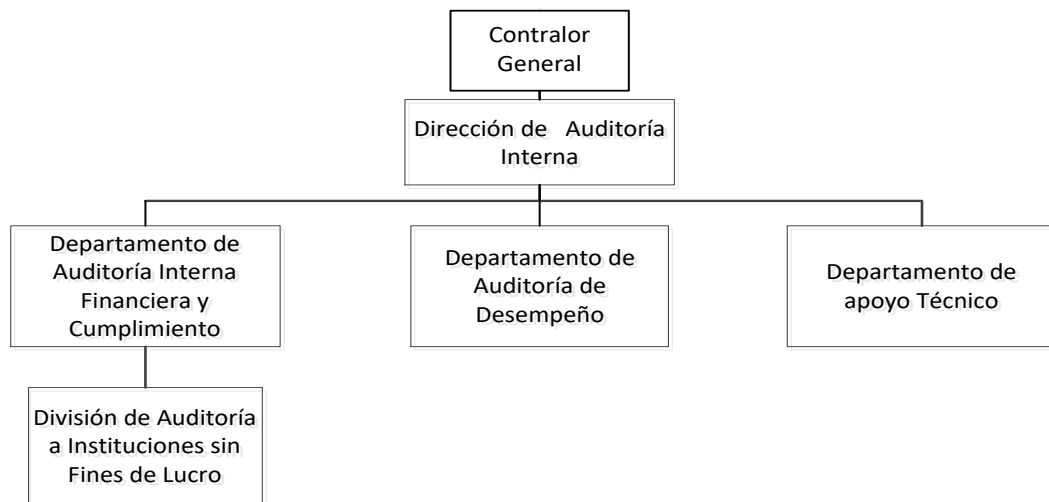 Contralor
General
Dirección de Auditoría
Interna
Departamento de
Auditoría Interna
Financiera y
Cumplimiento
Departamento de
Auditoría de
Desempeño
Departamento de
apoyo Técnico
División de Auditoría
a Instituciones sin
Fines de Lucro